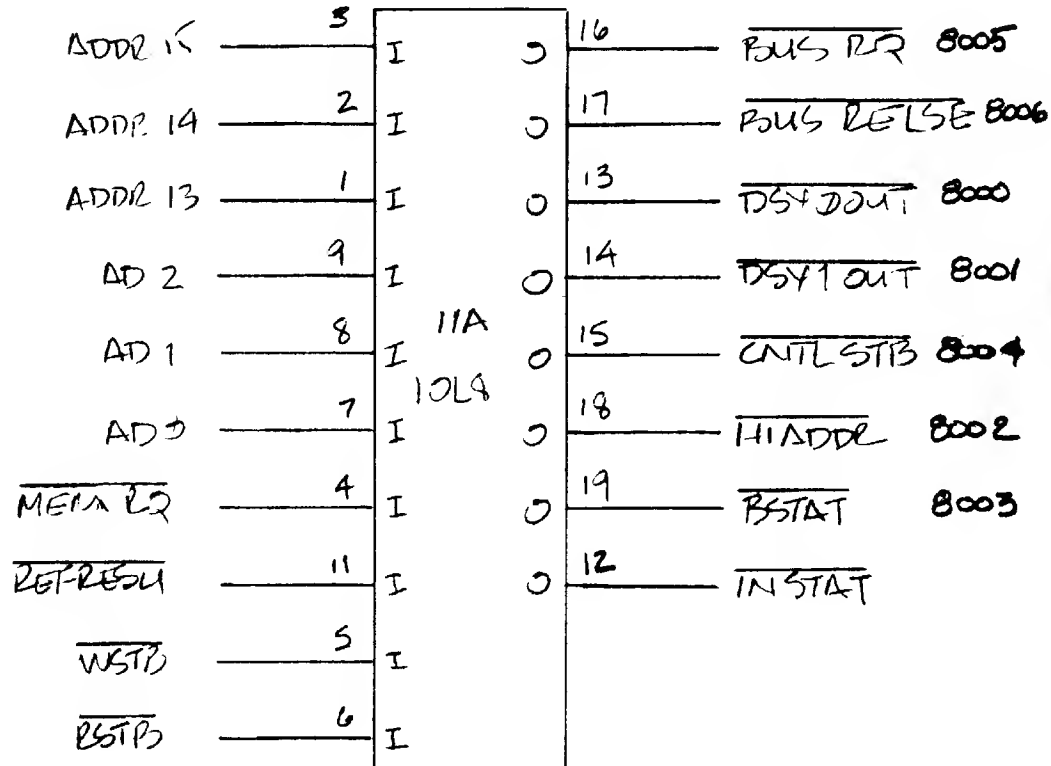 ADDR 15 3 I O 16 BUS RQ 8005
ADDR 14 2 I O 17 BUS RELSE 8006
ADDR 13 1 I O 13 DSY0OUT 8000
AD 2 9 I O 14 DSY1OUT 8001
AD 1 8 I 11A O 15 CNTL STB 8004
10L8
AD 0 7 I O 18 HIADDR 8002
MEM RQ 4 I O 19 BSTAT 8003
REFRESH 11 I O 12 INSTAT
WSTB 5 I
RSTB 6 I